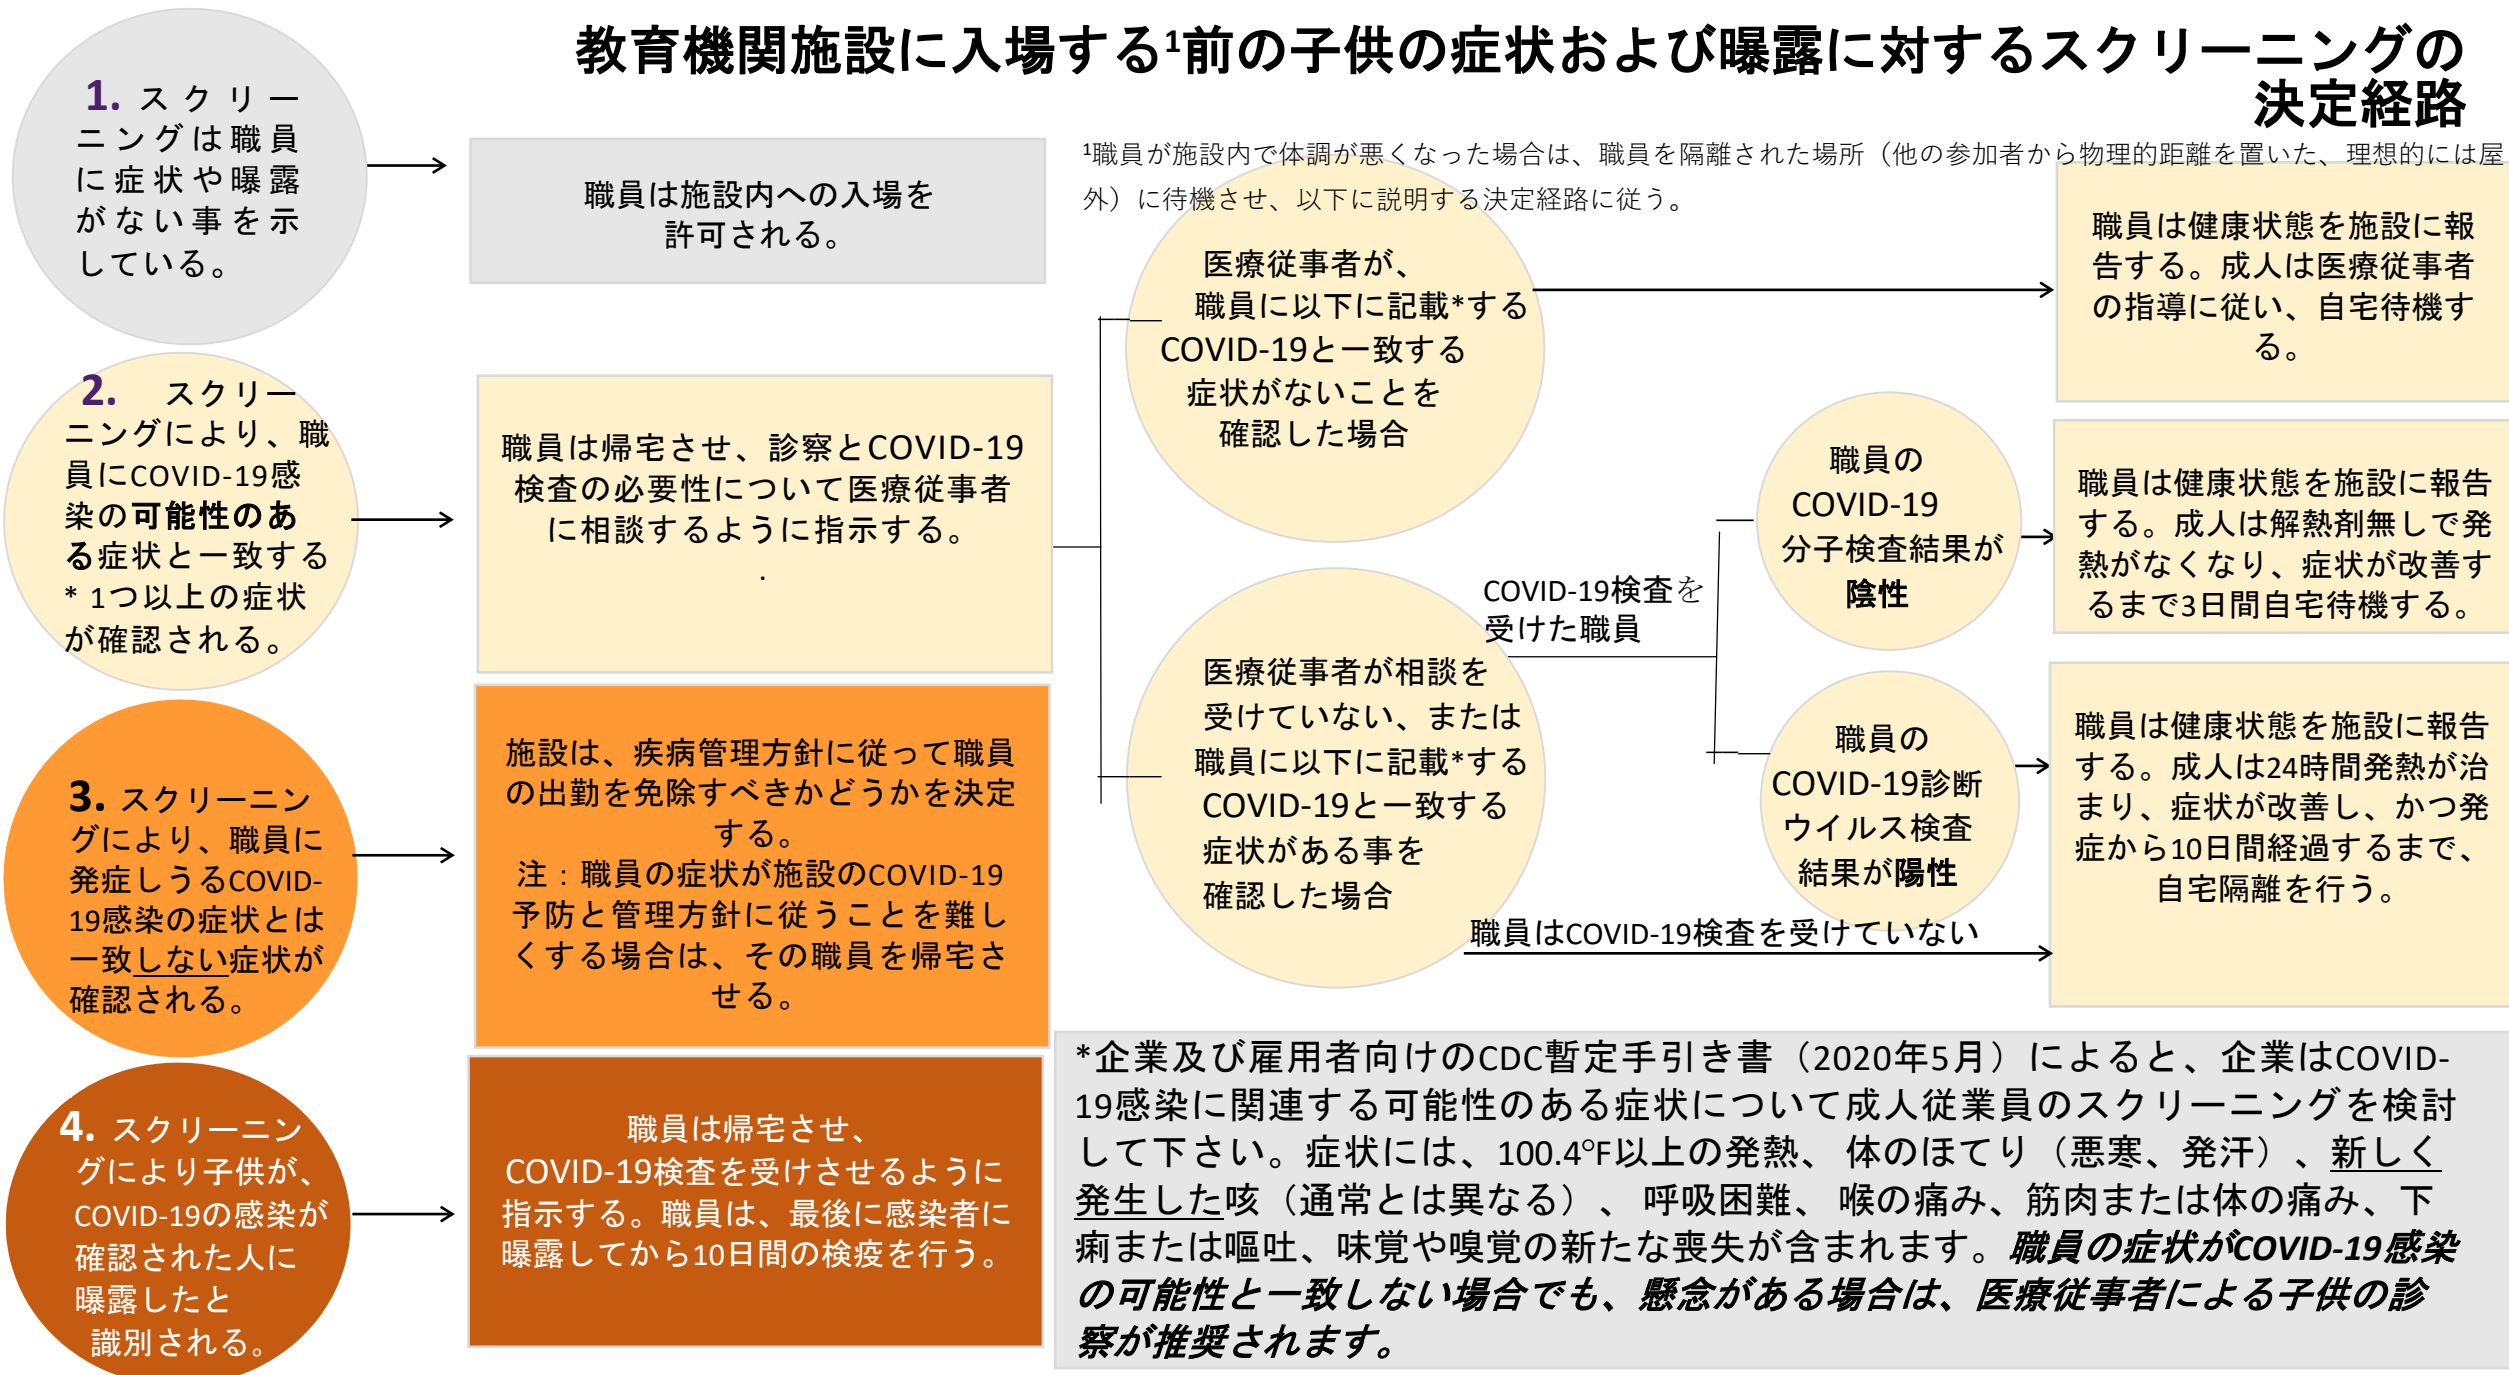 教育機関施設に入場する¹前の子供の症状および曝露に対するスクリーニングの
決定経路
¹職員が施設内で体調が悪くなった場合は、職員を隔離された場所（他の参加者から物理的距離を置いた、理想的には屋
外）に待機させ、以下に説明する決定経路に従う。
1. スクリー
ニングは職員
に症状や曝露
がない事を示
している。
職員は施設内への入場を
許可される。
2. スクリー
ニングにより、職
員にCOVID-19感
染の可能性のあ
る症状と一致する
* 1つ以上の症状
が確認される。
職員は帰宅させ、診察とCOVID-19
検査の必要性について医療従事者
に相談するように指示する。
.
医療従事者が、
職員に以下に記載*する
COVID-19と一致する
症状がないことを
確認した場合
職員は健康状態を施設に報
告する。成人は医療従事者
の指導に従い、自宅待機す
る。
医療従事者が相談を
受けていない、または
職員に以下に記載*する
COVID-19と一致する
症状がある事を
確認した場合
COVID-19検査を
受けた職員
職員の
COVID-19
分子検査結果が
陰性
職員は健康状態を施設に報告
する。成人は解熱剤無しで発
熱がなくなり、症状が改善す
るまで3日間自宅待機する。
職員の
COVID-19診断
ウイルス検査
結果が陽性
職員は健康状態を施設に報告
する。成人は24時間発熱が治
まり、症状が改善し、かつ発
症から10日間経過するまで、
自宅隔離を行う。
職員はCOVID-19検査を受けていない
3. スクリーニン
グにより、職員に
発症しうるCOVID-
19感染の症状とは
一致しない症状が
確認される。
施設は、疾病管理方針に従って職員
の出勤を免除すべきかどうかを決定
する。
注：職員の症状が施設のCOVID-19
予防と管理方針に従うことを難し
くする場合は、その職員を帰宅さ
せる。
4. スクリーニン
グにより子供が、
COVID-19の感染が
確認された人に
曝露したと
識別される。
職員は帰宅させ、
COVID-19検査を受けさせるように
指示する。職員は、最後に感染者に
曝露してから10日間の検疫を行う。
*企業及び雇用者向けのCDC暫定手引き書（2020年5月）によると、企業はCOVID-
19感染に関連する可能性のある症状について成人従業員のスクリーニングを検討
して下さい。症状には、100.4°F以上の発熱、 体のほてり（悪寒、発汗）、新しく
発生した咳（通常とは異なる）、 呼吸困難、 喉の痛み、筋肉または体の痛み、下
痢または嘔吐、味覚や嗅覚の新たな喪失が含まれます。職員の症状がCOVID-19感染
の可能性と一致しない場合でも、懸念がある場合は、医療従事者による子供の診
察が推奨されます。